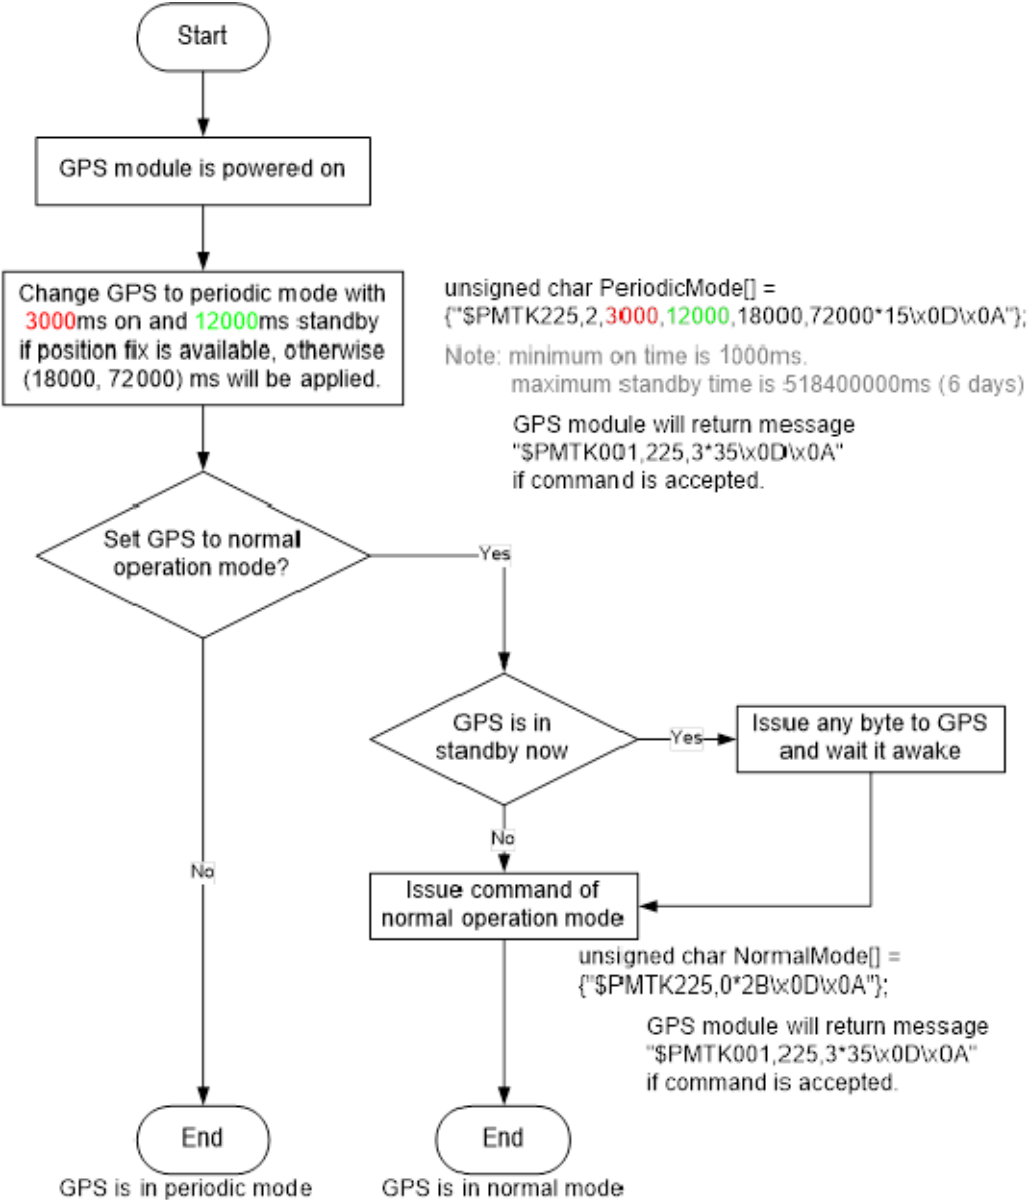 Start
GPS module is powered on
Change GPS to periodic mode with
3000ms on and 12000ms standby
if position fix is available, otherwise
(18000, 72000) ms will be applied.
unsigned char PeriodicMode[] =
{"$PMTK225,2,3000,12000,18000,72000*15\x0D\x0A"};
Note: minimum on time is 1000ms.
maximum standby time is 518400000ms (6 days)
GPS module will return message
"$PMTK001,225,3*35\x0D\x0A"
if command is accepted.
Set GPS to normal
operation mode?
Yes
GPS is in
standby now
Yes
Issue any byte to GPS
and wait it awake
No
No
Issue command of
normal operation mode
unsigned char NormalMode[] =
{"$PMTK225,0*2B\x0D\x0A"};
GPS module will return message
"$PMTK001,225,3*35\x0D\x0A"
if command is accepted.
End
GPS is in periodic mode
End
GPS is in normal mode